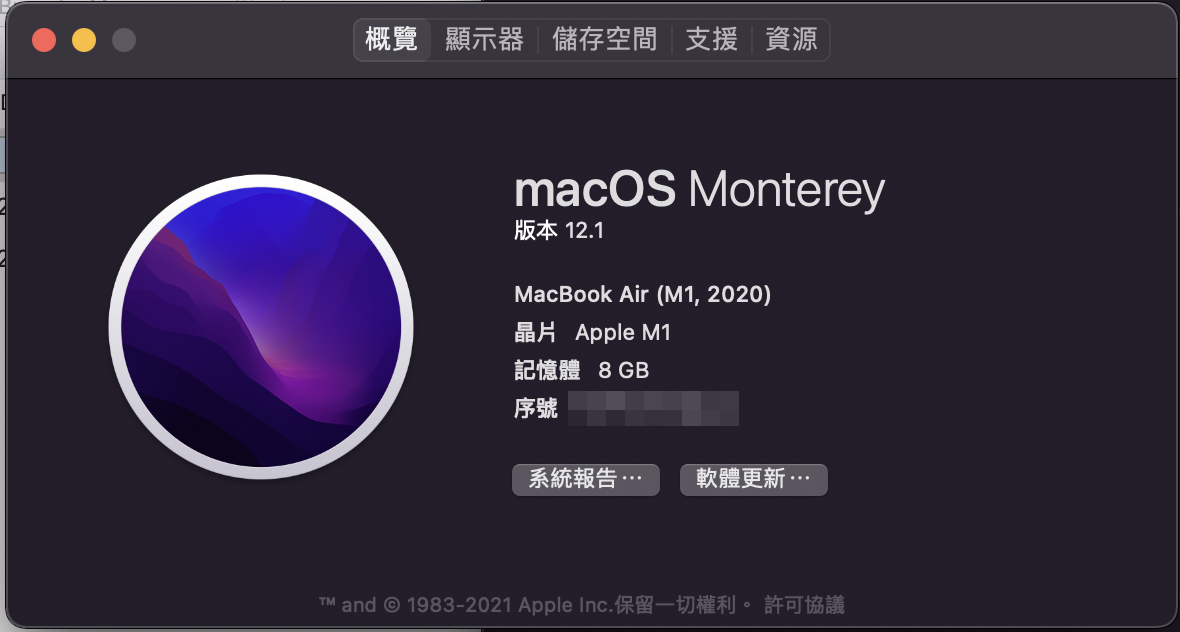 概覽 顯示器 儲存空間 支援 資源
macOS Monterey
版本 12.1
MacBook Air (M1, 2020)
晶片 Apple M1
記憶體 8 GB
序號
系統報告⋯ 軟體更新⋯
™ and © 1983-2021 Apple Inc.保留一切權利。 許可協議